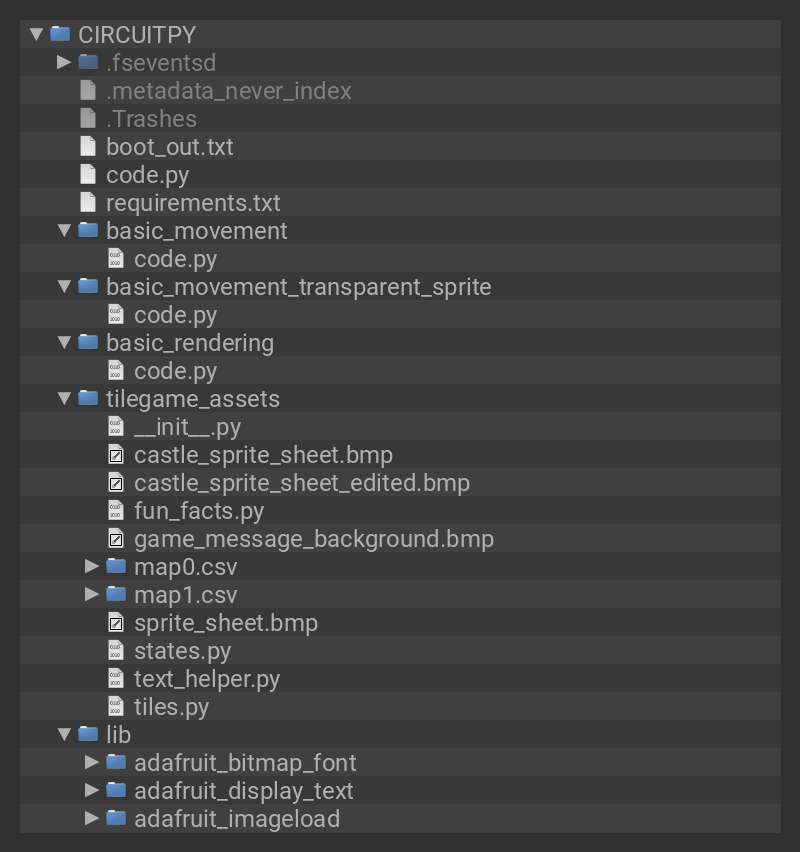 CIRCUITPY
.fseventsd
.metadata_never_index
.Trashes
boot_out.txt
code.py
requirements.txt
basic_movement
code.py
basic_movement_transparent_sprite
code.py
basic_rendering
code.py
tilegame_assets
__init__.py
castle_sprite_sheet.bmp
castle_sprite_sheet_edited.bmp
fun_facts.py
game_message_background.bmp
map0.csv
map1.csv
sprite_sheet.bmp
states.py
text_helper.py
tiles.py
lib
adafruit_bitmap_font
adafruit_display_text
adafruit_imageload